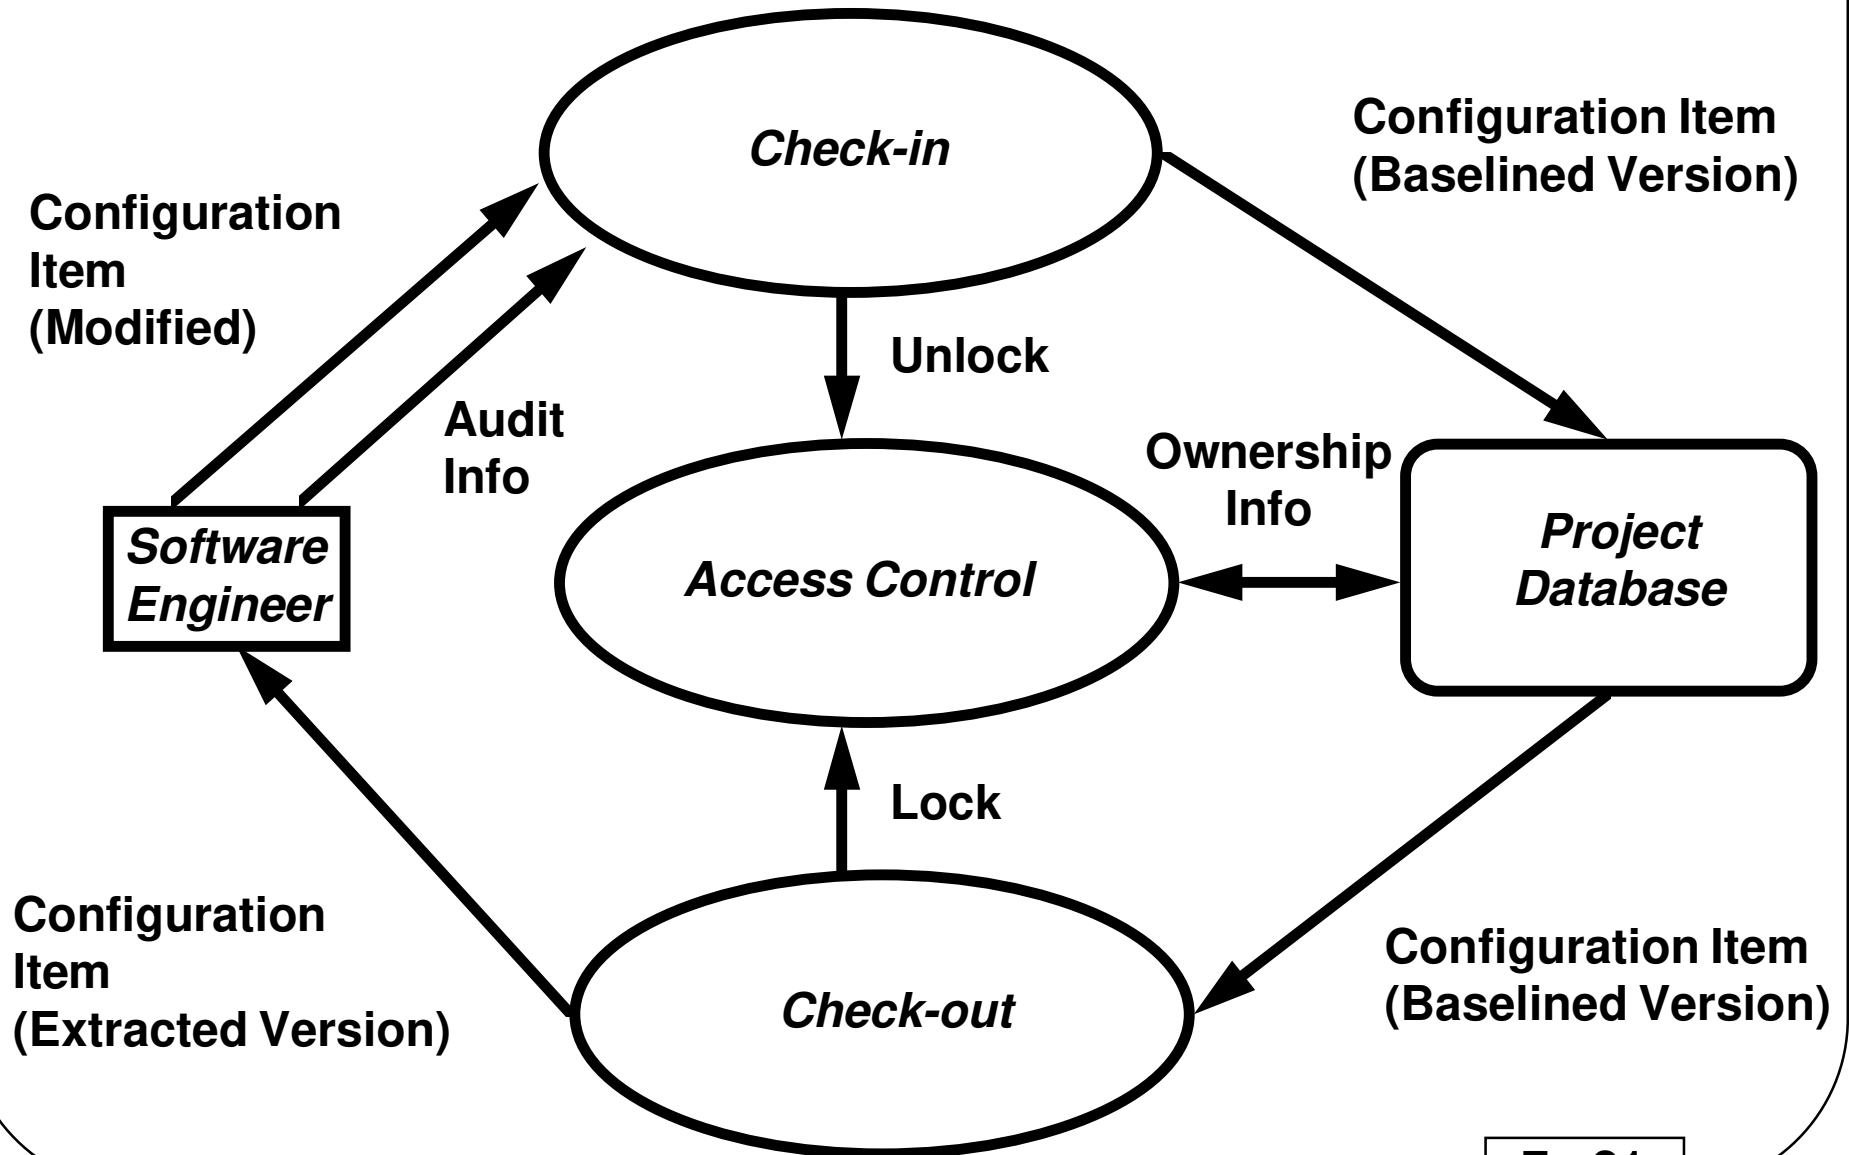 Check-in
Configuration Item
(Baselined Version)
Configuration
Item
(Modified)
Unlock
Audit
Info
Ownership
Info
Software
Engineer
Access Control
Project
Database
Lock
Configuration
Item
(Extracted Version)
Check-out
Configuration Item
(Baselined Version)